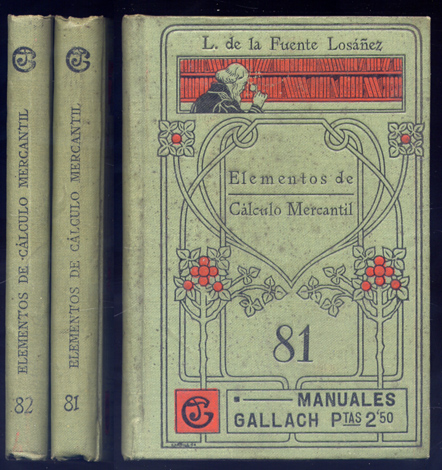 ELEMENTOS DE CÁLCULO MERCANTIL
82
ELEMENTOS DE CÁLCULO MERCANTIL
81
L. de la Fuente Losáñez
Elementos de
Cálculo Mercantil
81
MANUALES
GALLACH PTAS 2'50